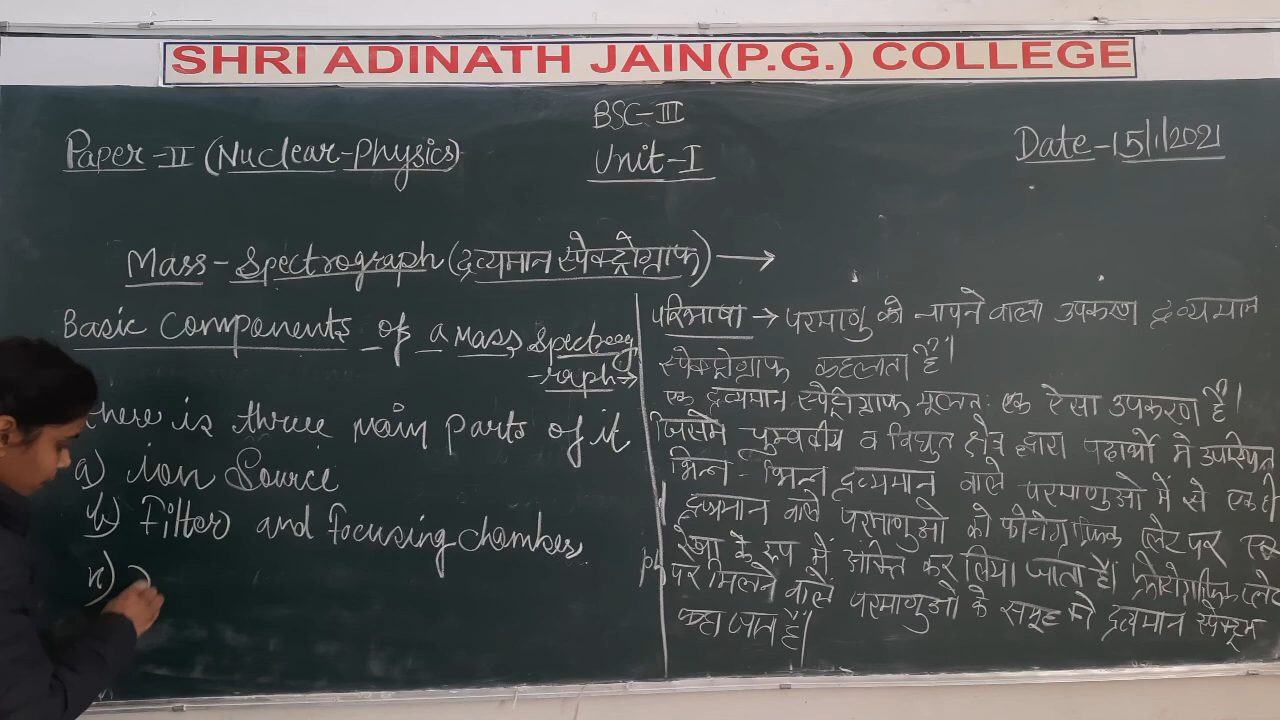 SHRI ADINATH JAIN(P.G.) COLLEGE
BSC-III
Paper-II (Nuclear-Physics)
Unit-I
Date-15/1/2021
Mass-Spectrograph (द्रव्यमान स्पेक्ट्रोग्राफ) →
Basic Components of a Mass Spectrog
-raph→
There is three main parts of it
a) ion Source
b) Filter and focusing chamber
परिभाषा → परमाणु को नापने वाला उपकरण द्रव्यमान
स्पेक्ट्रोग्राफ कहलाता है।
एक द्रव्यमान स्पेक्ट्रोग्राफ मूलतः एक ऐसा उपकरण है।
जिसमें चुम्बकीय व विधुत क्षेत्र द्वारा पदार्थो में उपस्थित
भिन्न-भिन्न द्रव्यमान वाले परमाणुओ में से एक ही
द्रव्यमान वाले परमाणुओ को फोटोग्राफिक प्लेट पर एक
रेखा के रूप में अंकित कर लिया जाता है। फ़ोटोग्राफिक प्लेट
पर मिलने वाले परमाणुओ के समूह को द्रव्यमान स्पेक्ट्रम
कहा जाता है।